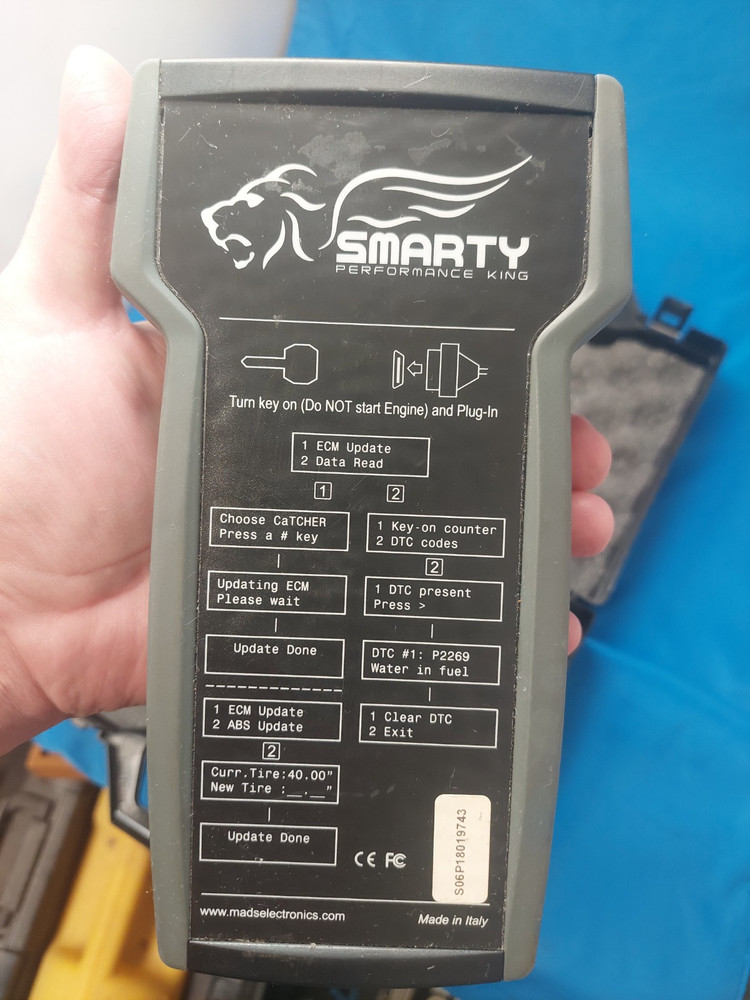 SMARTY
PERFORMANCE KING
Turn key on (Do NOT start Engine) and Plug-In
1 ECM Update
2 Data Read
1
2
Choose CaTCHER
Press a # key
Updating ECM
Please wait
Update Done
1 ECM Update
2 ABS Update
2
Curr.Tire:40.00"
New Tire :__.__"
Update Done
1 Key-on counter
2 DTC codes
2
1 DTC present
Press >
DTC #1: P2269
Water in fuel
1 Clear DTC
2 Exit
CE FC
S06P18019743
www.madselectronics.com
Made in Italy